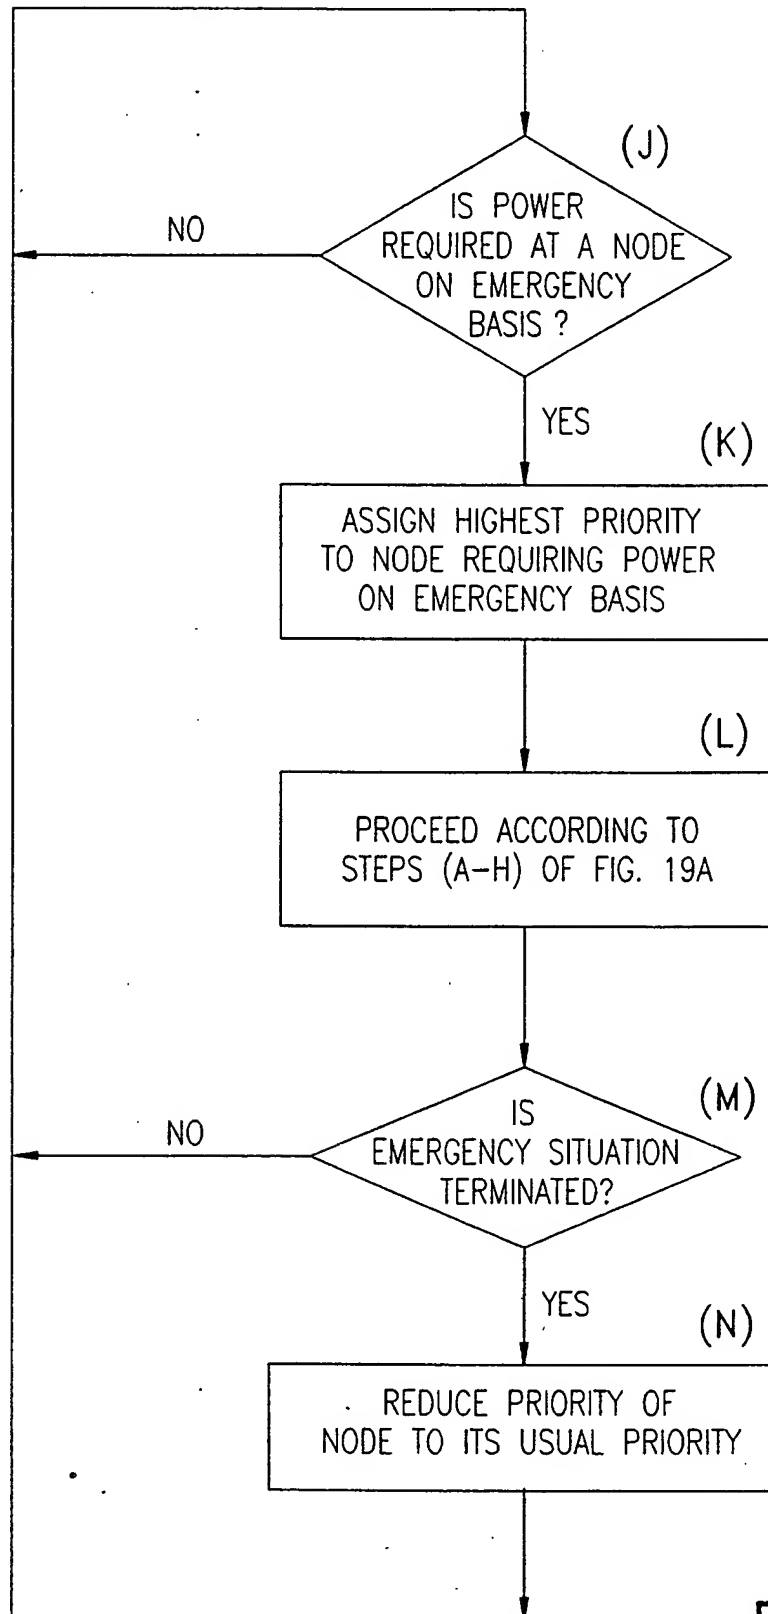 (J)
IS POWER
REQUIRED AT A NODE
ON EMERGENCY
BASIS ?
NO
YES
(K)
ASSIGN HIGHEST PRIORITY
TO NODE REQUIRING POWER
ON EMERGENCY BASIS
(L)
PROCEED ACCORDING TO
STEPS (A-H) OF FIG. 19A
(M)
IS
EMERGENCY SITUATION
TERMINATED?
NO
YES
(N)
REDUCE PRIORITY OF
NODE TO ITS USUAL PRIORITY